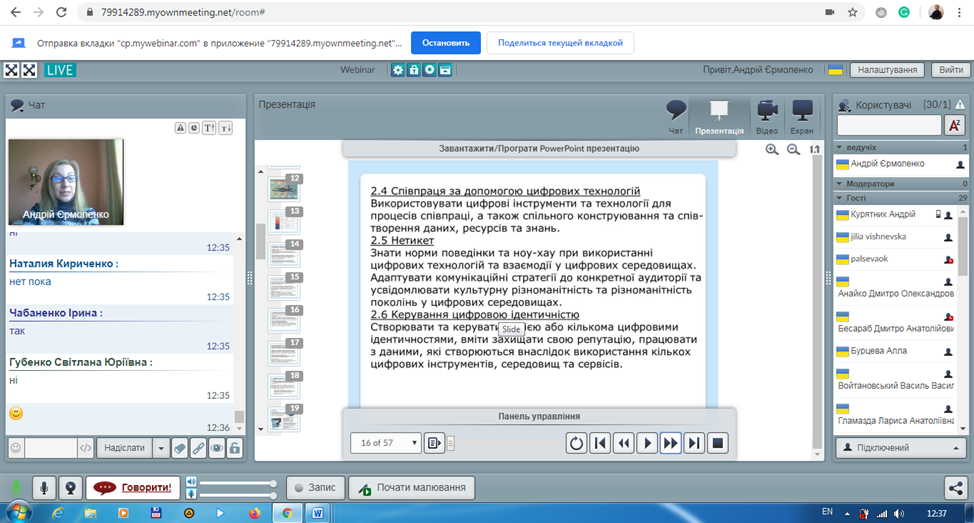 79914289.myownmeeting.net/room#
Отправка вкладки "cp.mywebinar.com" в приложение "79914289.myownmeeting.net"...
Остановить
Поделиться текущей вкладкой
LIVE
Webinar
Привіт,Андрій Єрмоленко
Налаштування
Вийти
Чат
Андрій Єрмоленко
12:35
Наталия Кириченко :
нет пока
12:35
Чабаненко Ірина :
так
12:35
Губенко Світлана Юріївна :
ні
12:35
12:36
Надіслати
Презентація
Чат
Презентація
Відео
Екран
Завантажити/Програти PowerPoint презентацію
1:1
12
13
14
15
16
17
18
19
2.4 Співпраця за допомогою цифрових технологій
Використовувати цифрові інструменти та технології для
процесів співпраці, а також спільного конструювання та спів-
творення даних, ресурсів та знань.
2.5 Нетикет
Знати норми поведінки та ноу-хау при використанні
цифрових технологій та взаємодії у цифрових середовищах.
Адаптувати комунікаційні стратегії до конкретної аудиторії та
усвідомлювати культурну різноманітність та різноманітність
поколінь у цифрових середовищах.
2.6 Керування цифровою ідентичністю
Створювати та керувати єю або кількома цифровими
Slide
ідентичностями, вміти захищати свою репутацію, працювати
з даними, які створюються внаслідок використання кількох
цифрових інструментів, середовищ та сервісів.
Панель управління
16 of 57
Користувачі [30/1]
AZ
ведучіх 1
Андрій Єрмоленко
Модератори 0
Гості 29
Курятник Андрій
jilia vishnevska
palsevaok
Анайко Дмитро Олександров
Бесараб Дмитро Анатолійови
Бурцева Алла
Войтановський Василь Васил
Гламазда Лариса Анатоліївн
Підключений
Говорити!
Запис
Почати малювання
EN
12:37